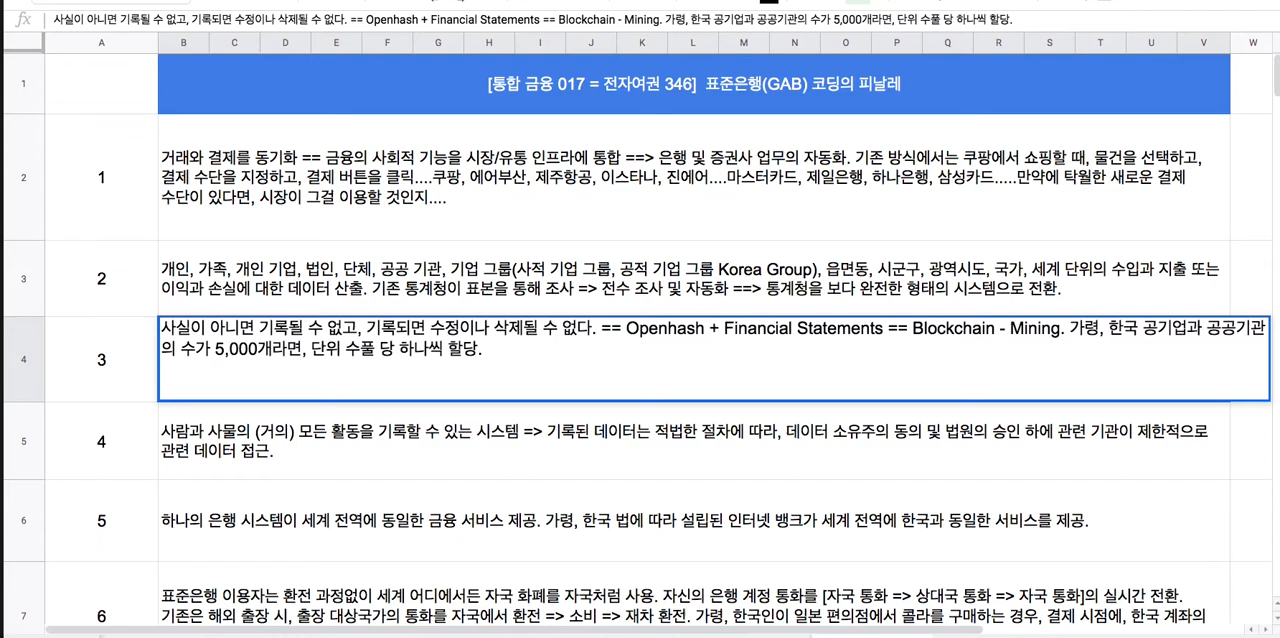 fx 사실이 아니면 기록될 수 없고, 기록되면 수정이나 삭제될 수 없다. == Openhash + Financial Statements == Blockchain - Mining. 가령, 한국 공기업과 공공기관의 수가 5,000개라면, 단위 수풀 당 하나씩 할당.
A B C D E F G H I J K L M N O P Q R S T U V W
1 [통합 금융 017 = 전자여권 346] 표준은행(GAB) 코딩의 피날레
2 1 거래와 결제를 동기화 == 금융의 사회적 기능을 시장/유통 인프라에 통합 ==> 은행 및 증권사 업무의 자동화. 기존 방식에서는 쿠팡에서 쇼핑할 때, 물건을 선택하고,
결제 수단을 지정하고, 결제 버튼을 클릭....쿠팡, 에어부산, 제주항공, 이스타나, 진에어....마스터카드, 제일은행, 하나은행, 삼성카드.....만약에 탁월한 새로운 결제
수단이 있다면, 시장이 그걸 이용할 것인지....
3 2 개인, 가족, 개인 기업, 법인, 단체, 공공 기관, 기업 그룹(사적 기업 그룹, 공적 기업 그룹 Korea Group), 읍면동, 시군구, 광역시도, 국가, 세계 단위의 수입과 지출 또는
이익과 손실에 대한 데이터 산출. 기존 통계청이 표본을 통해 조사 => 전수 조사 및 자동화 ==> 통계청을 보다 완전한 형태의 시스템으로 전환.
4 3 사실이 아니면 기록될 수 없고, 기록되면 수정이나 삭제될 수 없다. == Openhash + Financial Statements == Blockchain - Mining. 가령, 한국 공기업과 공공기관
의 수가 5,000개라면, 단위 수풀 당 하나씩 할당.
5 4 사람과 사물의 (거의) 모든 활동을 기록할 수 있는 시스템 => 기록된 데이터는 적법한 절차에 따라, 데이터 소유주의 동의 및 법원의 승인 하에 관련 기관이 제한적으로
관련 데이터 접근.
6 5 하나의 은행 시스템이 세계 전역에 동일한 금융 서비스 제공. 가령, 한국 법에 따라 설립된 인터넷 뱅크가 세계 전역에 한국과 동일한 서비스를 제공.
7 6 표준은행 이용자는 환전 과정없이 세계 어디에서든 자국 화폐를 자국처럼 사용. 자신의 은행 계정 통화를 [자국 통화 => 상대국 통화 => 자국 통화]의 실시간 전환.
기존은 해외 출장 시, 출장 대상국가의 통화를 자국에서 환전 => 소비 => 재차 환전. 가령, 한국인이 일본 편의점에서 콜라를 구매하는 경우, 결제 시점에, 한국 계좌의